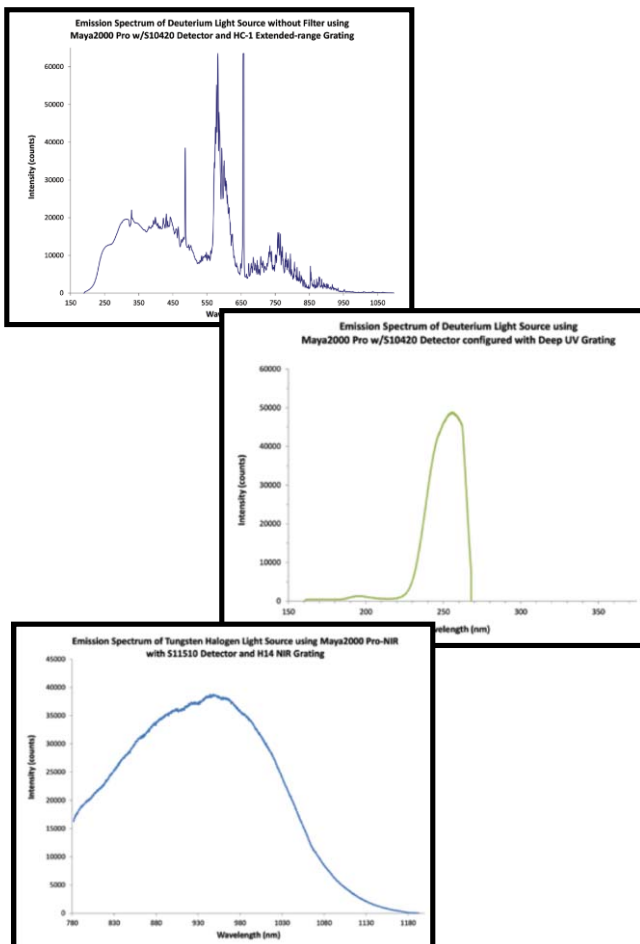 Emission Spectrum of Deuterium Light Source without Filter using
Maya2000 Pro w/S10420 Detector and HC-1 Extended-range Grating
Intensity (counts)
60000
50000
40000
30000
20000
10000
0
150 250 350 450 550 650 750 850 950 1050
Emission Spectrum of Deuterium Light Source using
Maya2000 Pro w/S10420 Detector configured with Deep UV Grating
Intensity (counts)
60000
50000
40000
30000
20000
10000
0
150 200 250 300 350
velength (nm)
Emission Spectrum of Tungsten Halogen Light Source using Maya2000 Pro-NIR
with S11510 Detector and H14 NIR Grating
Intensity (counts)
45000
40000
35000
30000
25000
20000
15000
10000
5000
0
780 830 880 930 980 1030 1080 1130 1180
Wavelength (nm)